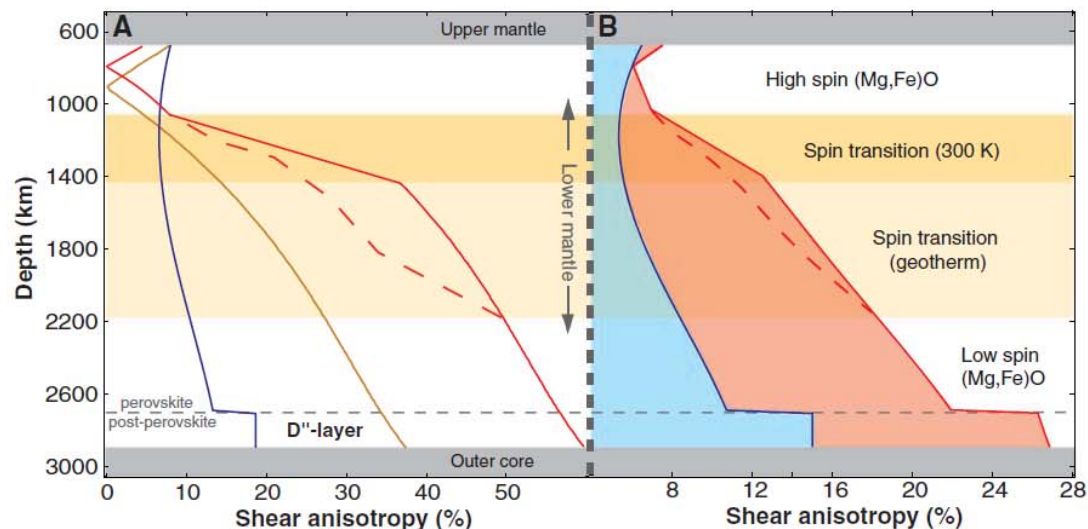 A
Upper mantle
B
600
1000
1400
1800
2200
2600
3000
Depth (km)
High spin (Mg,Fe)O
Spin transition (300 K)
Lower mantle
Spin transition
(geotherm)
Low spin
(Mg,Fe)O
perovskite
post-perovskite
D"-layer
Outer core
0 10 20 30 40 50
8 12 16 20 24 28
Shear anisotropy (%)
Shear anisotropy (%)